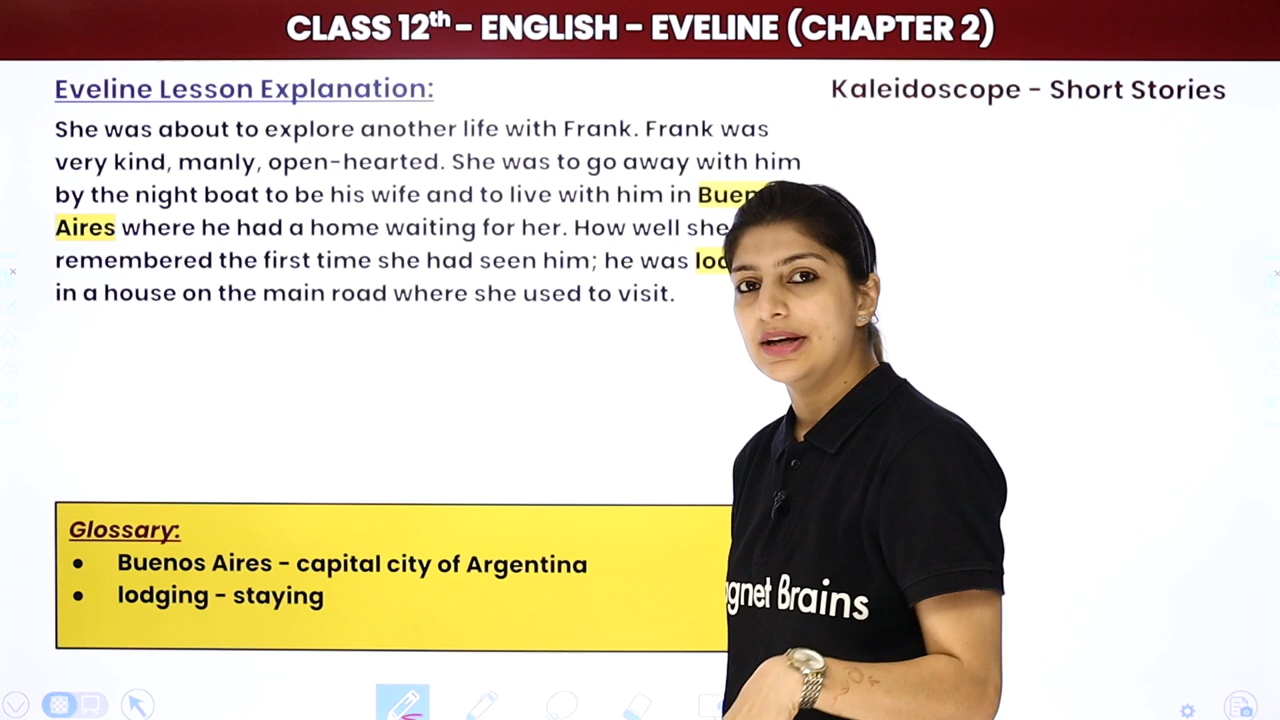 CLASS 12th - ENGLISH - EVELINE (CHAPTER 2)
Eveline Lesson Explanation:
Kaleidoscope - Short Stories
She was about to explore another life with Frank. Frank was
very kind, manly, open-hearted. She was to go away with him
by the night boat to be his wife and to live with him in
Aires where he had a home waiting for her. How well she
remembered the first time she had seen him; he was
in a house on the main road where she used to visit.
Glossary:
● Buenos Aires - capital city of Argentina
● lodging - staying
Brains